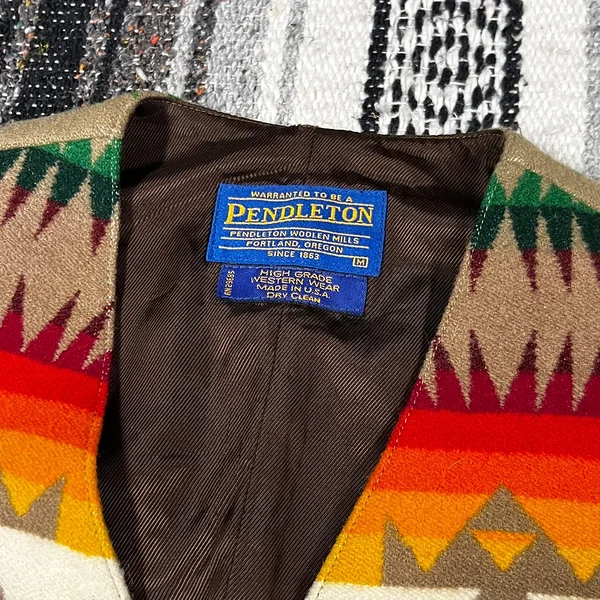 WARRANTED TO BE A
PENDLETON
PENDLETON WOOLEN MILLS
PORTLAND, OREGON
SINCE 1863
M
HIGH GRADE
WESTERN WEAR
MADE IN U.S.A.
DRY CLEAN